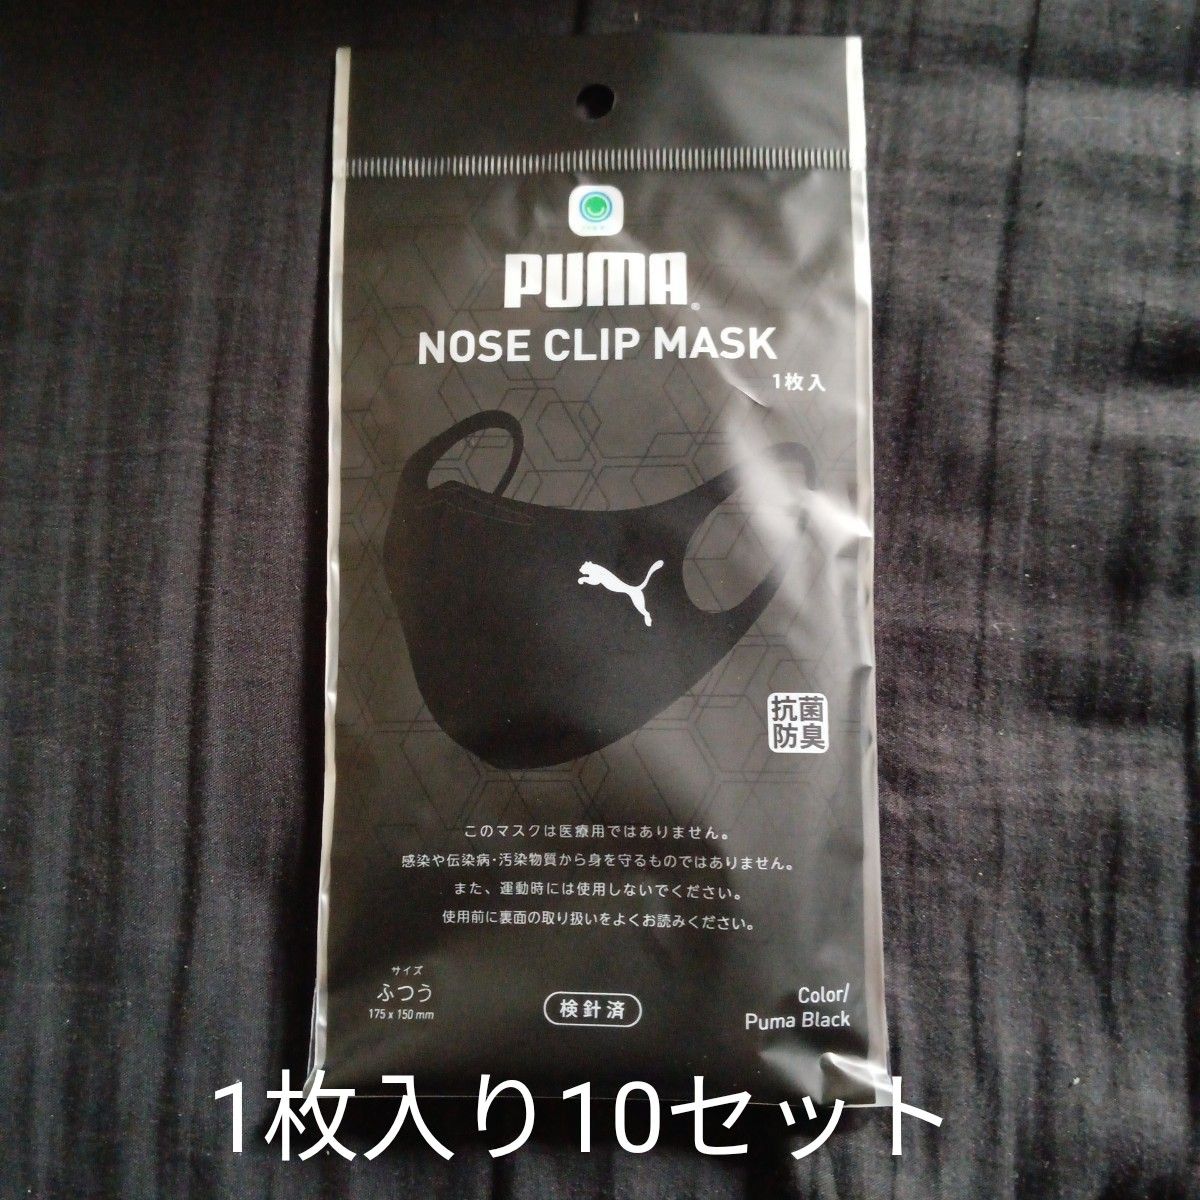 PUMA®
NOSE CLIP MASK
1枚入
抗菌
防臭
このマスクは医療用ではありません。
感染や伝染病・汚染物質から身を守るものではありません。
また、運動時には使用しないでください。
使用前に裏面の取り扱いをよくお読みください。
サイズ
ふつう
175 x 150 mm
検針済
Color/
Puma Black
1枚入り10セット